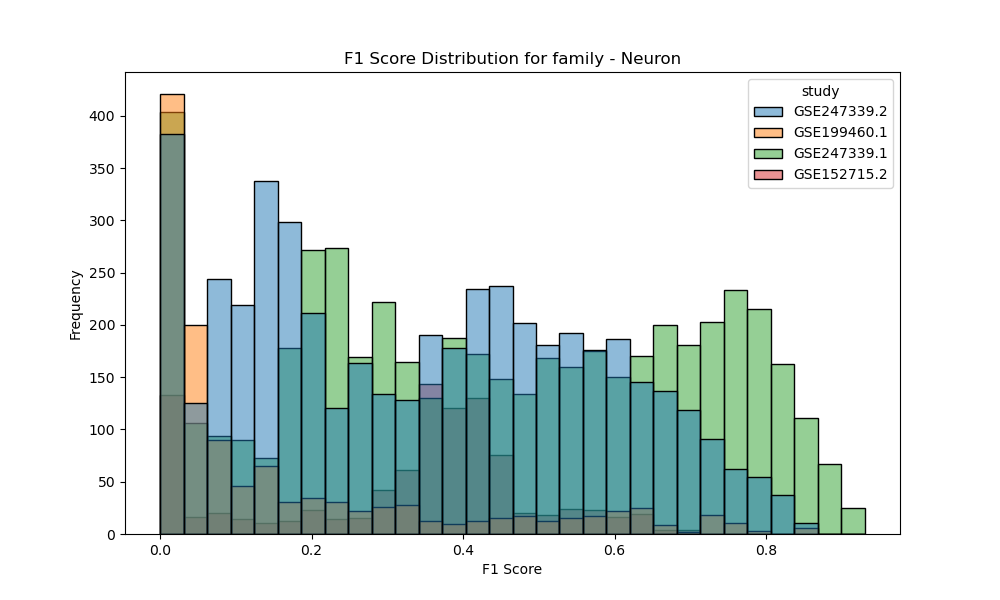 F1 Score Distribution for family - Neuron
study
GSE247339.2
GSE199460.1
GSE247339.1
GSE152715.2
Frequency
400
350
300
250
200
150
100
50
0
0.0 0.2 0.4 0.6 0.8
F1 Score